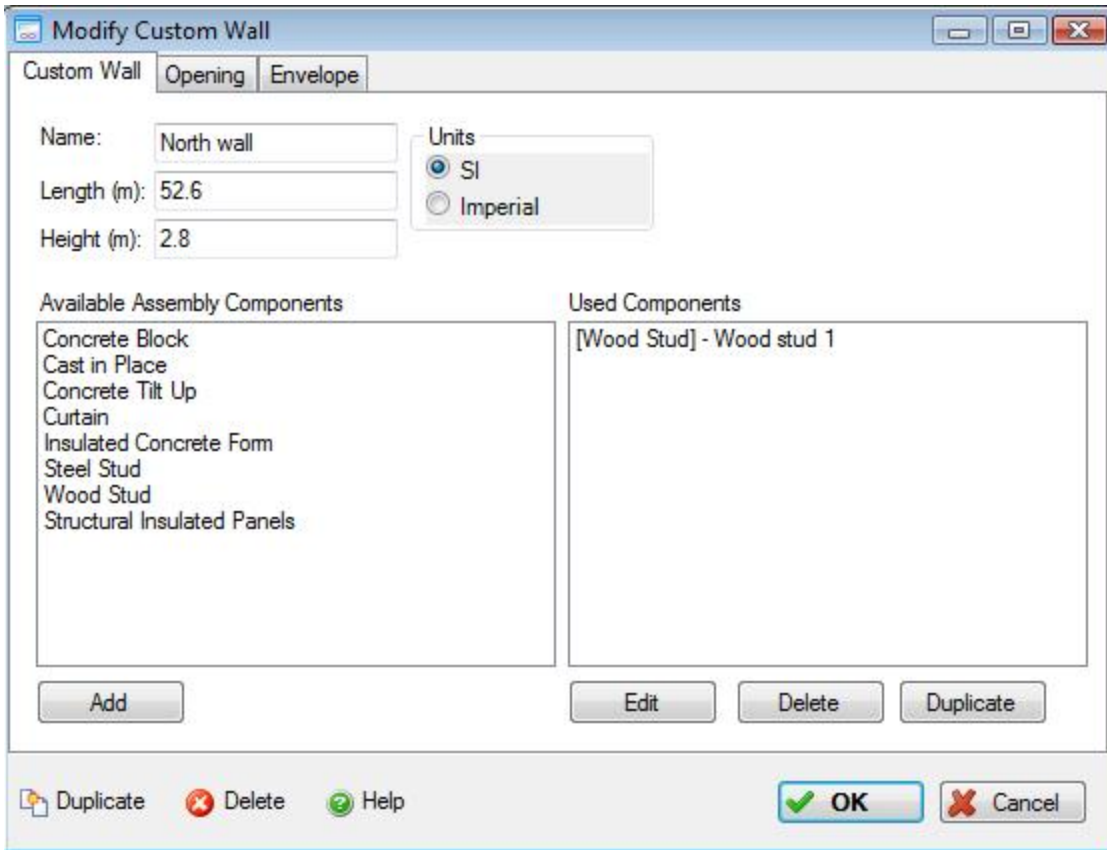 Modify Custom Wall
Custom Wall Opening Envelope
Name: North wall
Units
SI
Length (m): 52.6
Imperial
Height (m): 2.8
Available Assembly Components
Concrete Block
Cast in Place
Concrete Tilt Up
Curtain
Insulated Concrete Form
Steel Stud
Wood Stud
Structural Insulated Panels
Add
Used Components
[Wood Stud] - Wood stud 1
Edit Delete Duplicate
Duplicate Delete Help OK Cancel